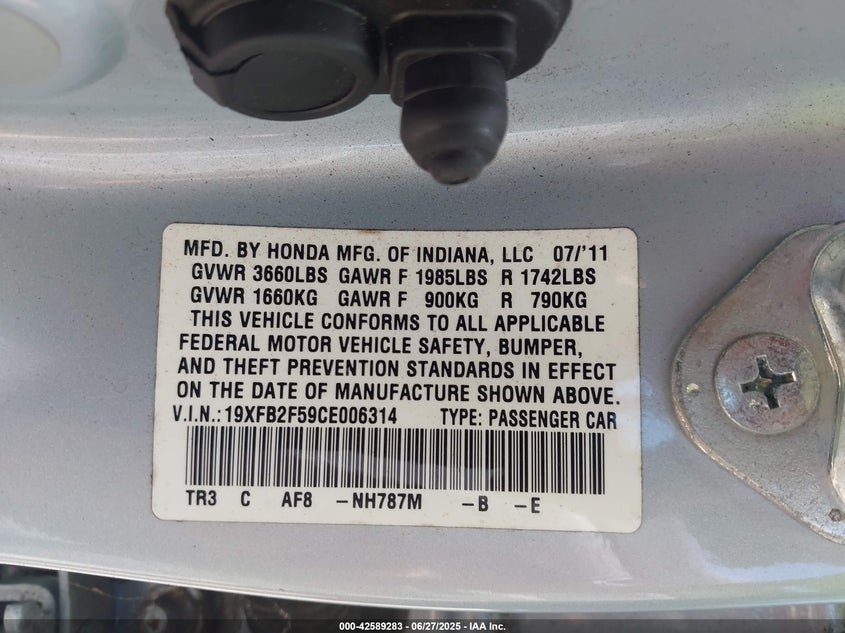 MFD. BY HONDA MFG. OF INDIANA, LLC 07/'11
GVWR 3660LBS GAWR F 1985LBS R 1742LBS
GVWR 1660KG GAWR F 900KG R 790KG
THIS VEHICLE CONFORMS TO ALL APPLICABLE
FEDERAL MOTOR VEHICLE SAFETY, BUMPER,
AND THEFT PREVENTION STANDARDS IN EFFECT
ON THE DATE OF MANUFACTURE SHOWN ABOVE.
V.I.N.:19XFB2F59CE006314 TYPE: PASSENGER CAR
TR3 C AF8 -NH787M -B -E
000-42589283 - 06/27/2025 - IAA Inc.